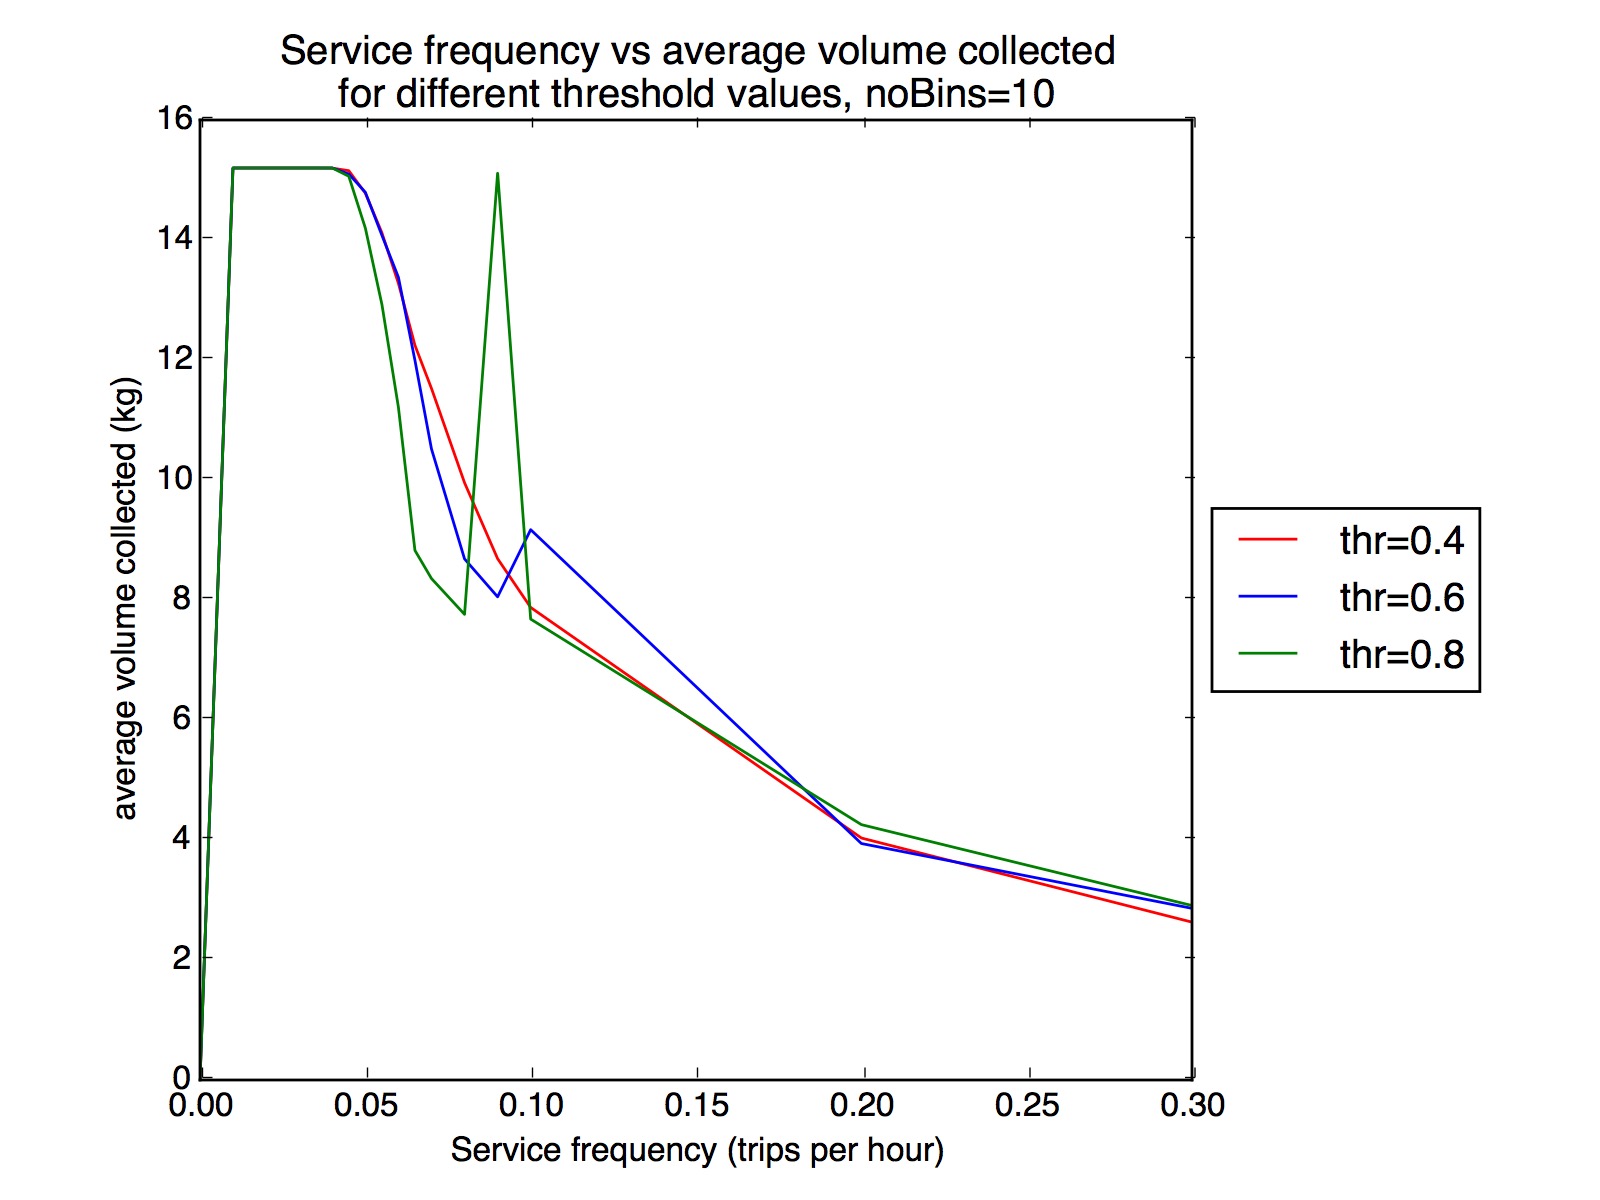 Service frequency vs average volume collected
for different threshold values, noBins=10
average volume collected (kg)
16
14
12
10
8
6
4
2
0
0.00 0.05 0.10 0.15 0.20 0.25 0.30
Service frequency (trips per hour)
thr=0.4
thr=0.6
thr=0.8